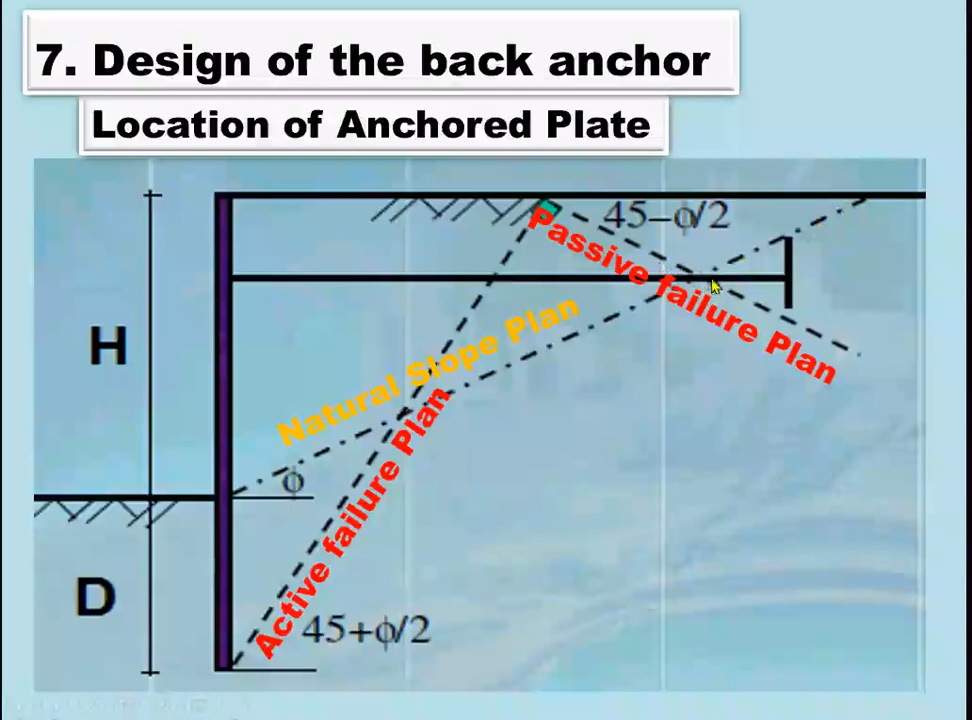 7. Design of the back anchor
Location of Anchored Plate
45−ϕ/2
Passive failure Plan
H
Natural Slope Plan
Active failure Plan
ϕ
D
45+ϕ/2